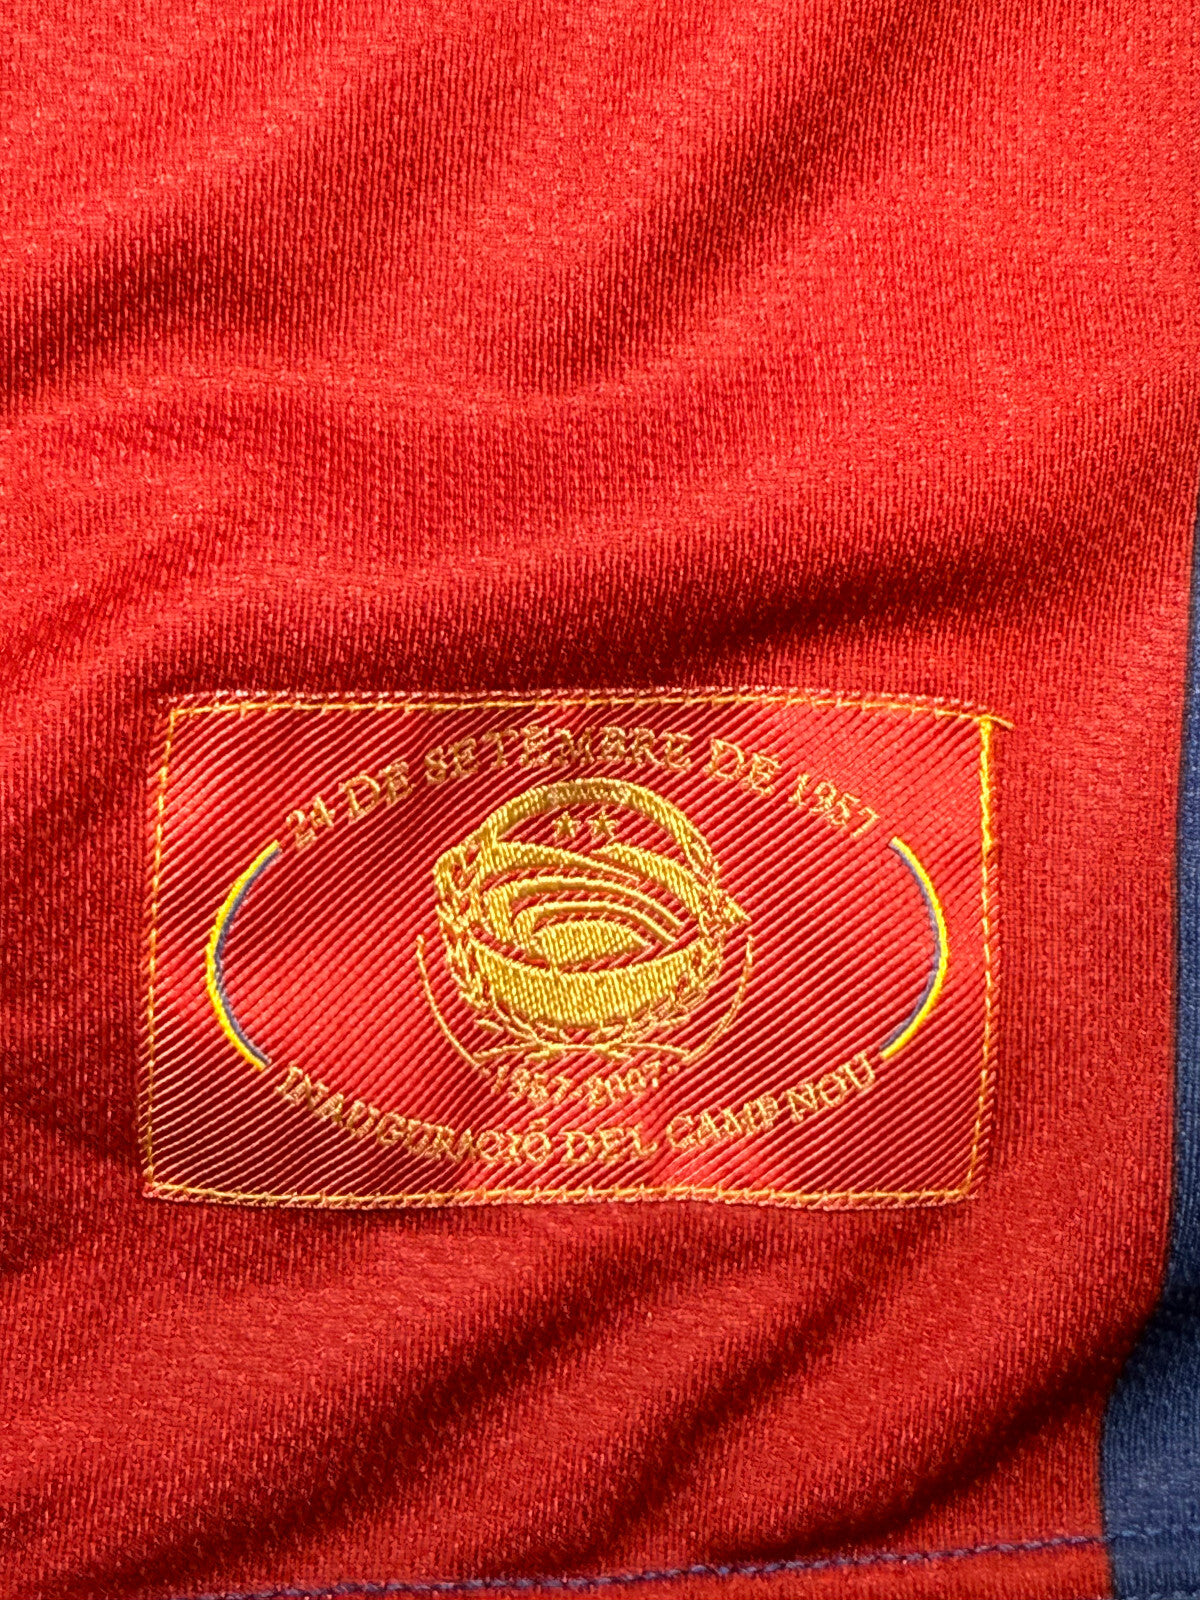 24 DE SETEMBRE DE 1957
1957-2007
INAUGURACIÓ DEL CAMP NOU